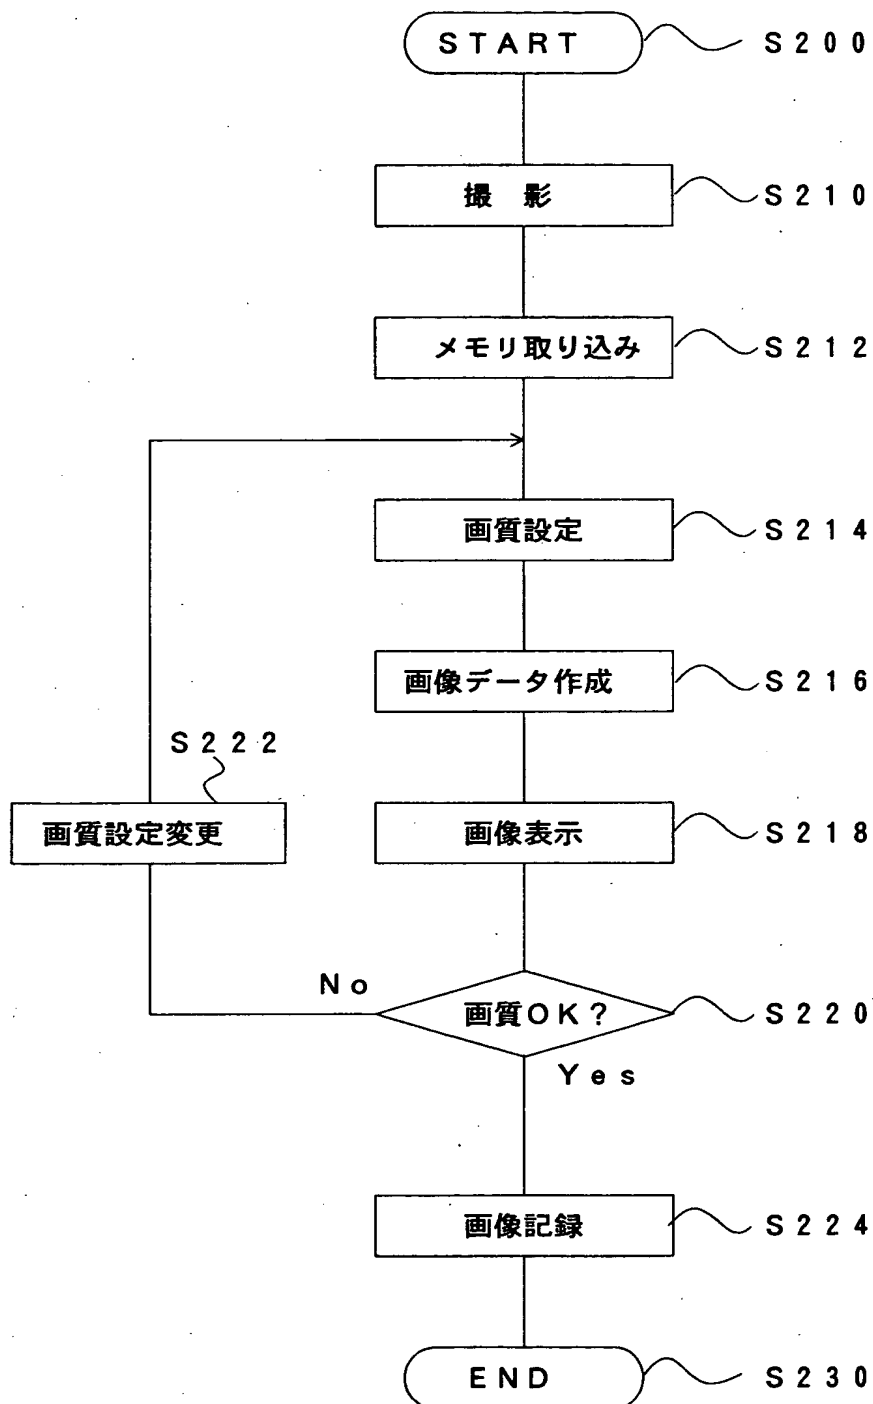 START S200
撮 影 S210
メモリ取り込み S212
画質設定 S214
画像データ作成 S216
S222
画質設定変更
画像表示 S218
No
画質OK? S220
Yes
画像記録 S224
END S230